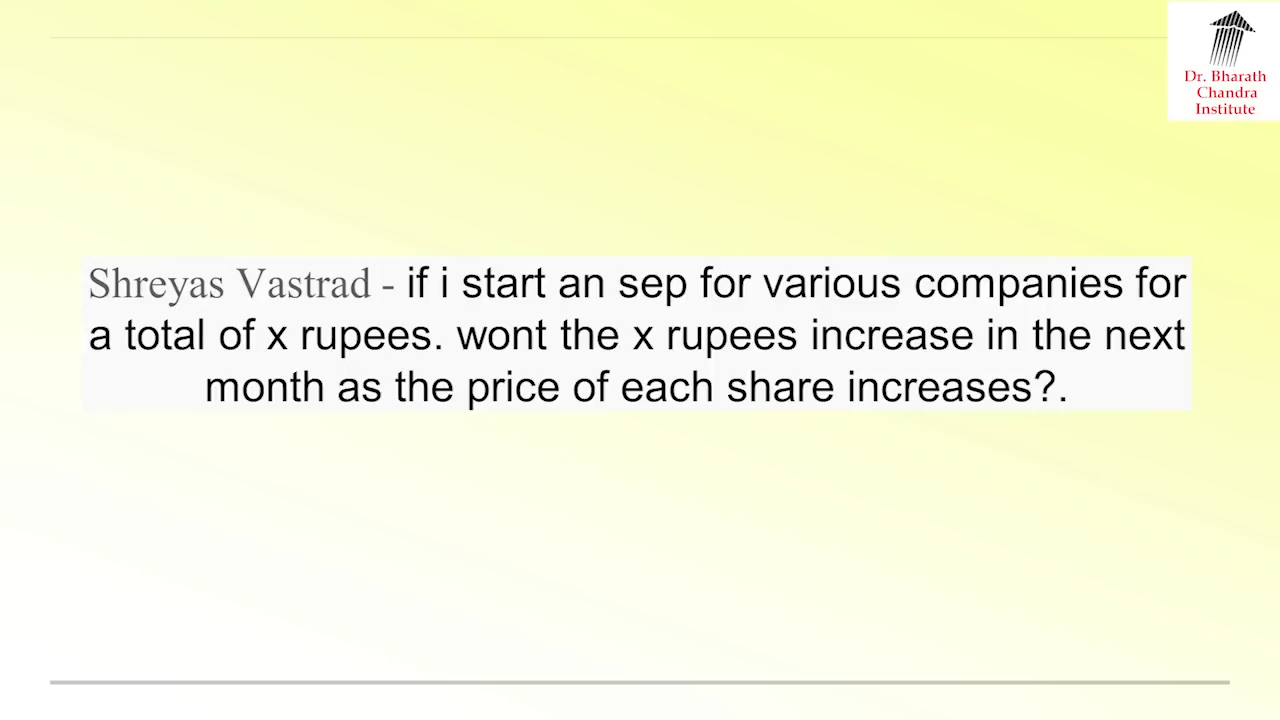 Dr. Bharath
Chandra
Institute
Shreyas Vastrad - if i start an sep for various companies for
a total of x rupees. wont the x rupees increase in the next
month as the price of each share increases?.